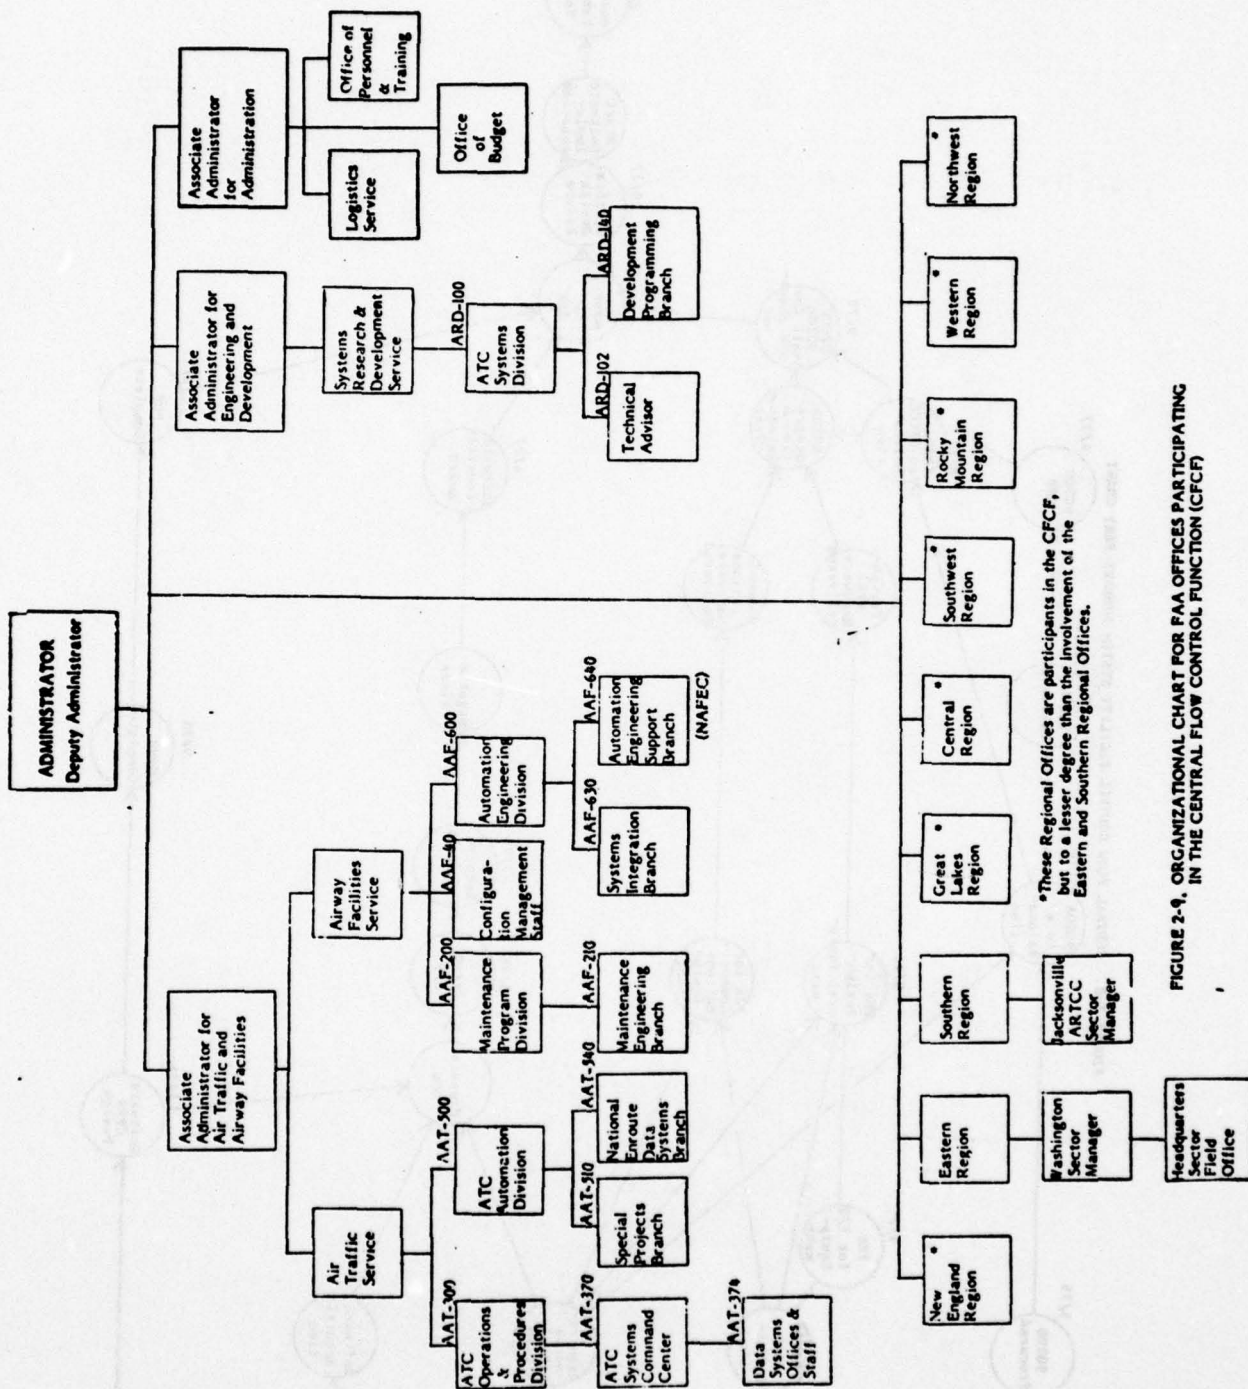 ADMINISTRATOR
Deputy Administrator
Associate
Administrator for
Air Traffic and
Airway Facilities
Associate
Administrator for
Engineering and
Development
Associate
Administrator
for
Administration
Air
Traffic
Service
Airway
Facilities
Service
Systems
Research &
Development
Service
Logistics
Service
Office of
Personnel
&
Training
Office
of
Budget
AAT-300
ATC
Operations
&
Procedures
Division
AAT-500
ATC
Automation
Division
AAF-200
Maintenance
Program
Division
AAF-40
Configura-
tion
Management
Staff
AAF-600
Automation
Engineering
Division
ARD-100
ATC
Systems
Division
AAT-370
ATC
Systems
Command
Center
AAT-510
Special
Projects
Branch
AAT-540
National
Enroute
Data
Systems
Branch
AAF-210
Maintenance
Engineering
Branch
AAF-630
Systems
Integration
Branch
AAF-640
Automation
Engineering
Support
Branch
(NAFEC)
ARD-102
Technical
Advisor
ARD-140
Development
Programming
Branch
AAT-374
Data
Systems
Offices &
Staff
New *
England
Region
Eastern
Region
Southern
Region
Great *
Lakes
Region
Central *
Region
Southwest *
Region
Rocky *
Mountain
Region
Western *
Region
Northwest *
Region
Washington
Sector
Manager
Jacksonville
ARTCC
Sector
Manager
Headquarters
Sector
Field
Office
*These Regional Offices are participants in the CFCF,
but to a lesser degree than the involvement of the
Eastern and Southern Regional Offices.
FIGURE 2-9. ORGANIZATIONAL CHART FOR FAA OFFICES PARTICIPATING
IN THE CENTRAL FLOW CONTROL FUNCTION (CFCF)